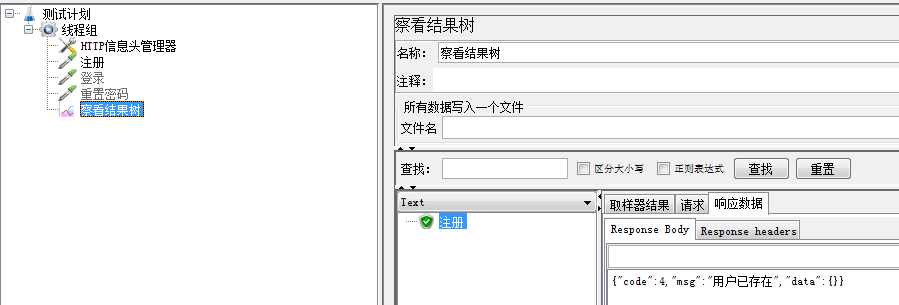 测试计划
线程组
HTTP信息头管理器
注册
登录
重置密码
察看结果树
察看结果树
名称： 察看结果树
注释：
所有数据写入一个文件
文件名
查找： 区分大小写 正则表达式 查找 重置
Text
注册
取样器结果 请求 响应数据
Response Body Response headers
{"code":4,"msg":"用户已存在","data":{}}